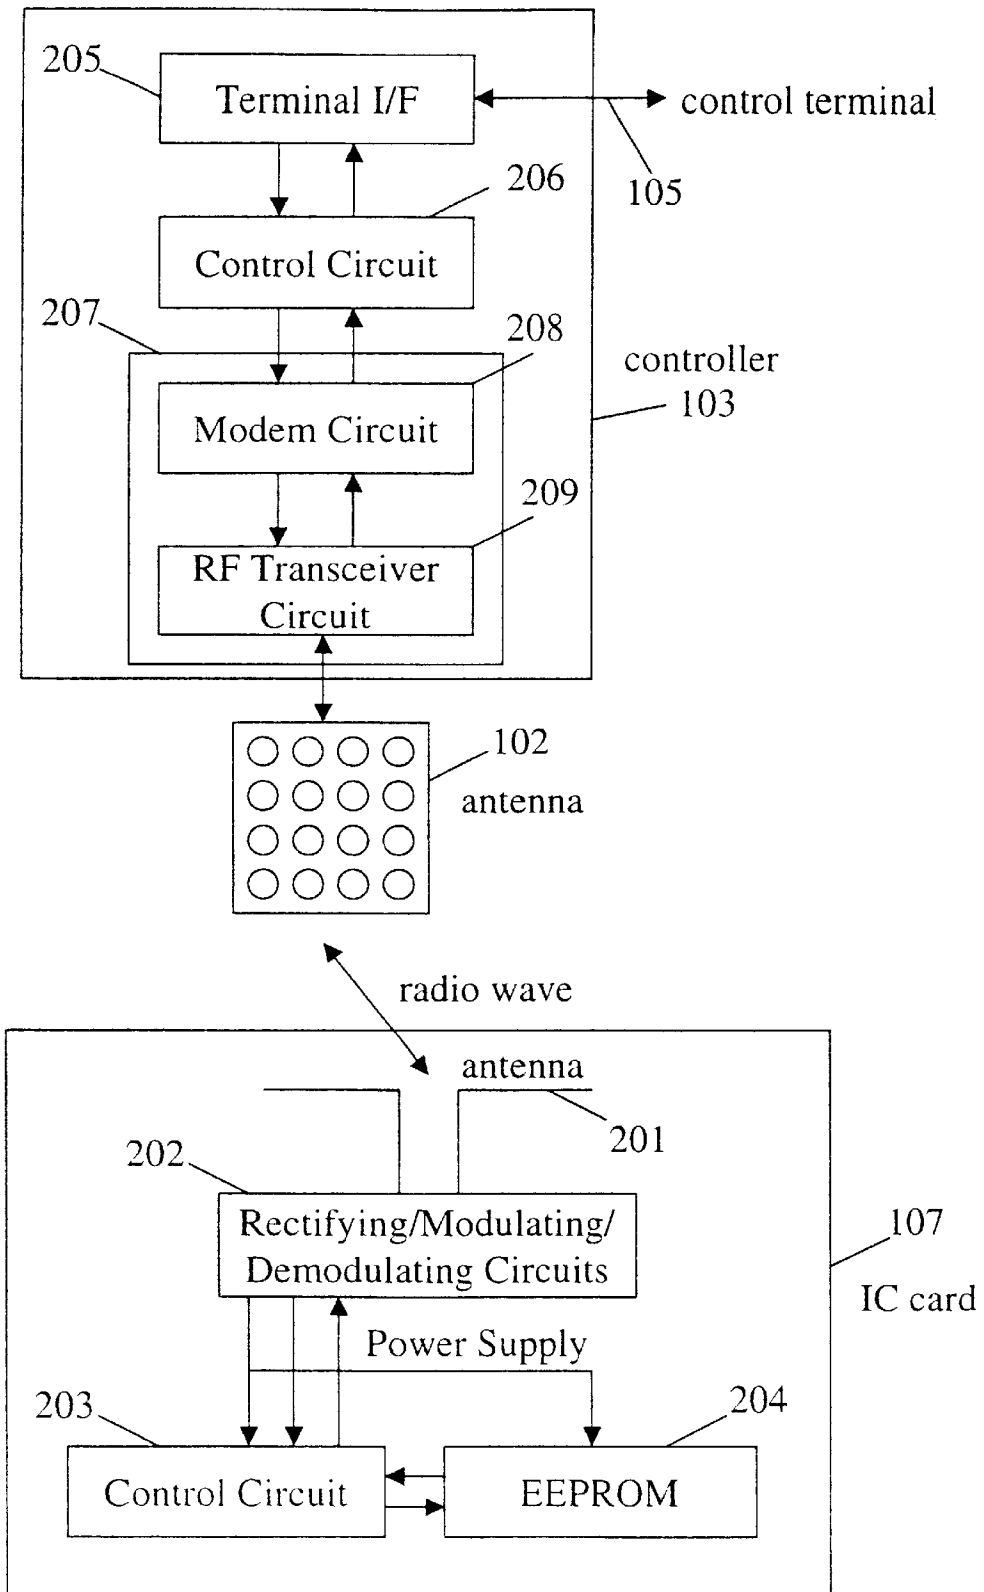 205
Terminal I/F
control terminal
105
206
Control Circuit
207
208
controller
103
Modem Circuit
209
RF Transceiver
Circuit
102
antenna
radio wave
antenna
201
202
Rectifying/Modulating/
Demodulating Circuits
107
IC card
Power Supply
203
204
Control Circuit
EEPROM